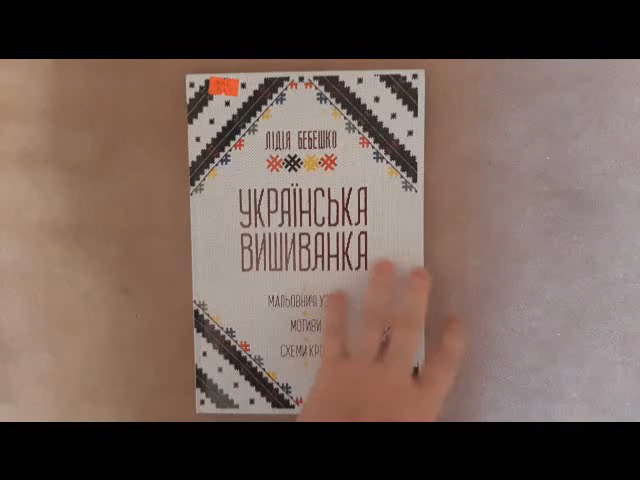 ЛІДІЯ БЕБЕШКО
УКРАЇНСЬКА
ВИШИВАНКА
МАЛЬОВНИЧІ
МОТИВИ
СХЕМИ